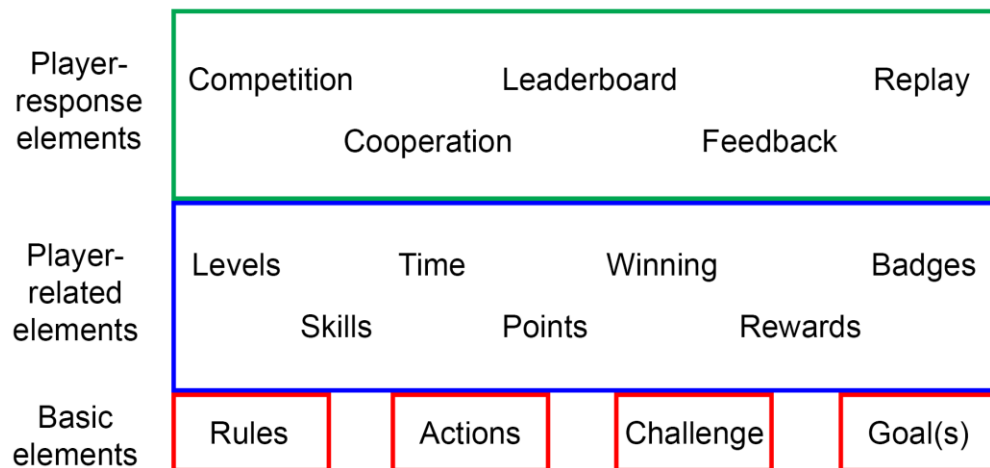 Player-
response
elements
Competition Leaderboard Replay
Cooperation Feedback
Player-
related
elements
Levels Time Winning Badges
Skills Points Rewards
Basic
elements
Rules Actions Challenge Goal(s)